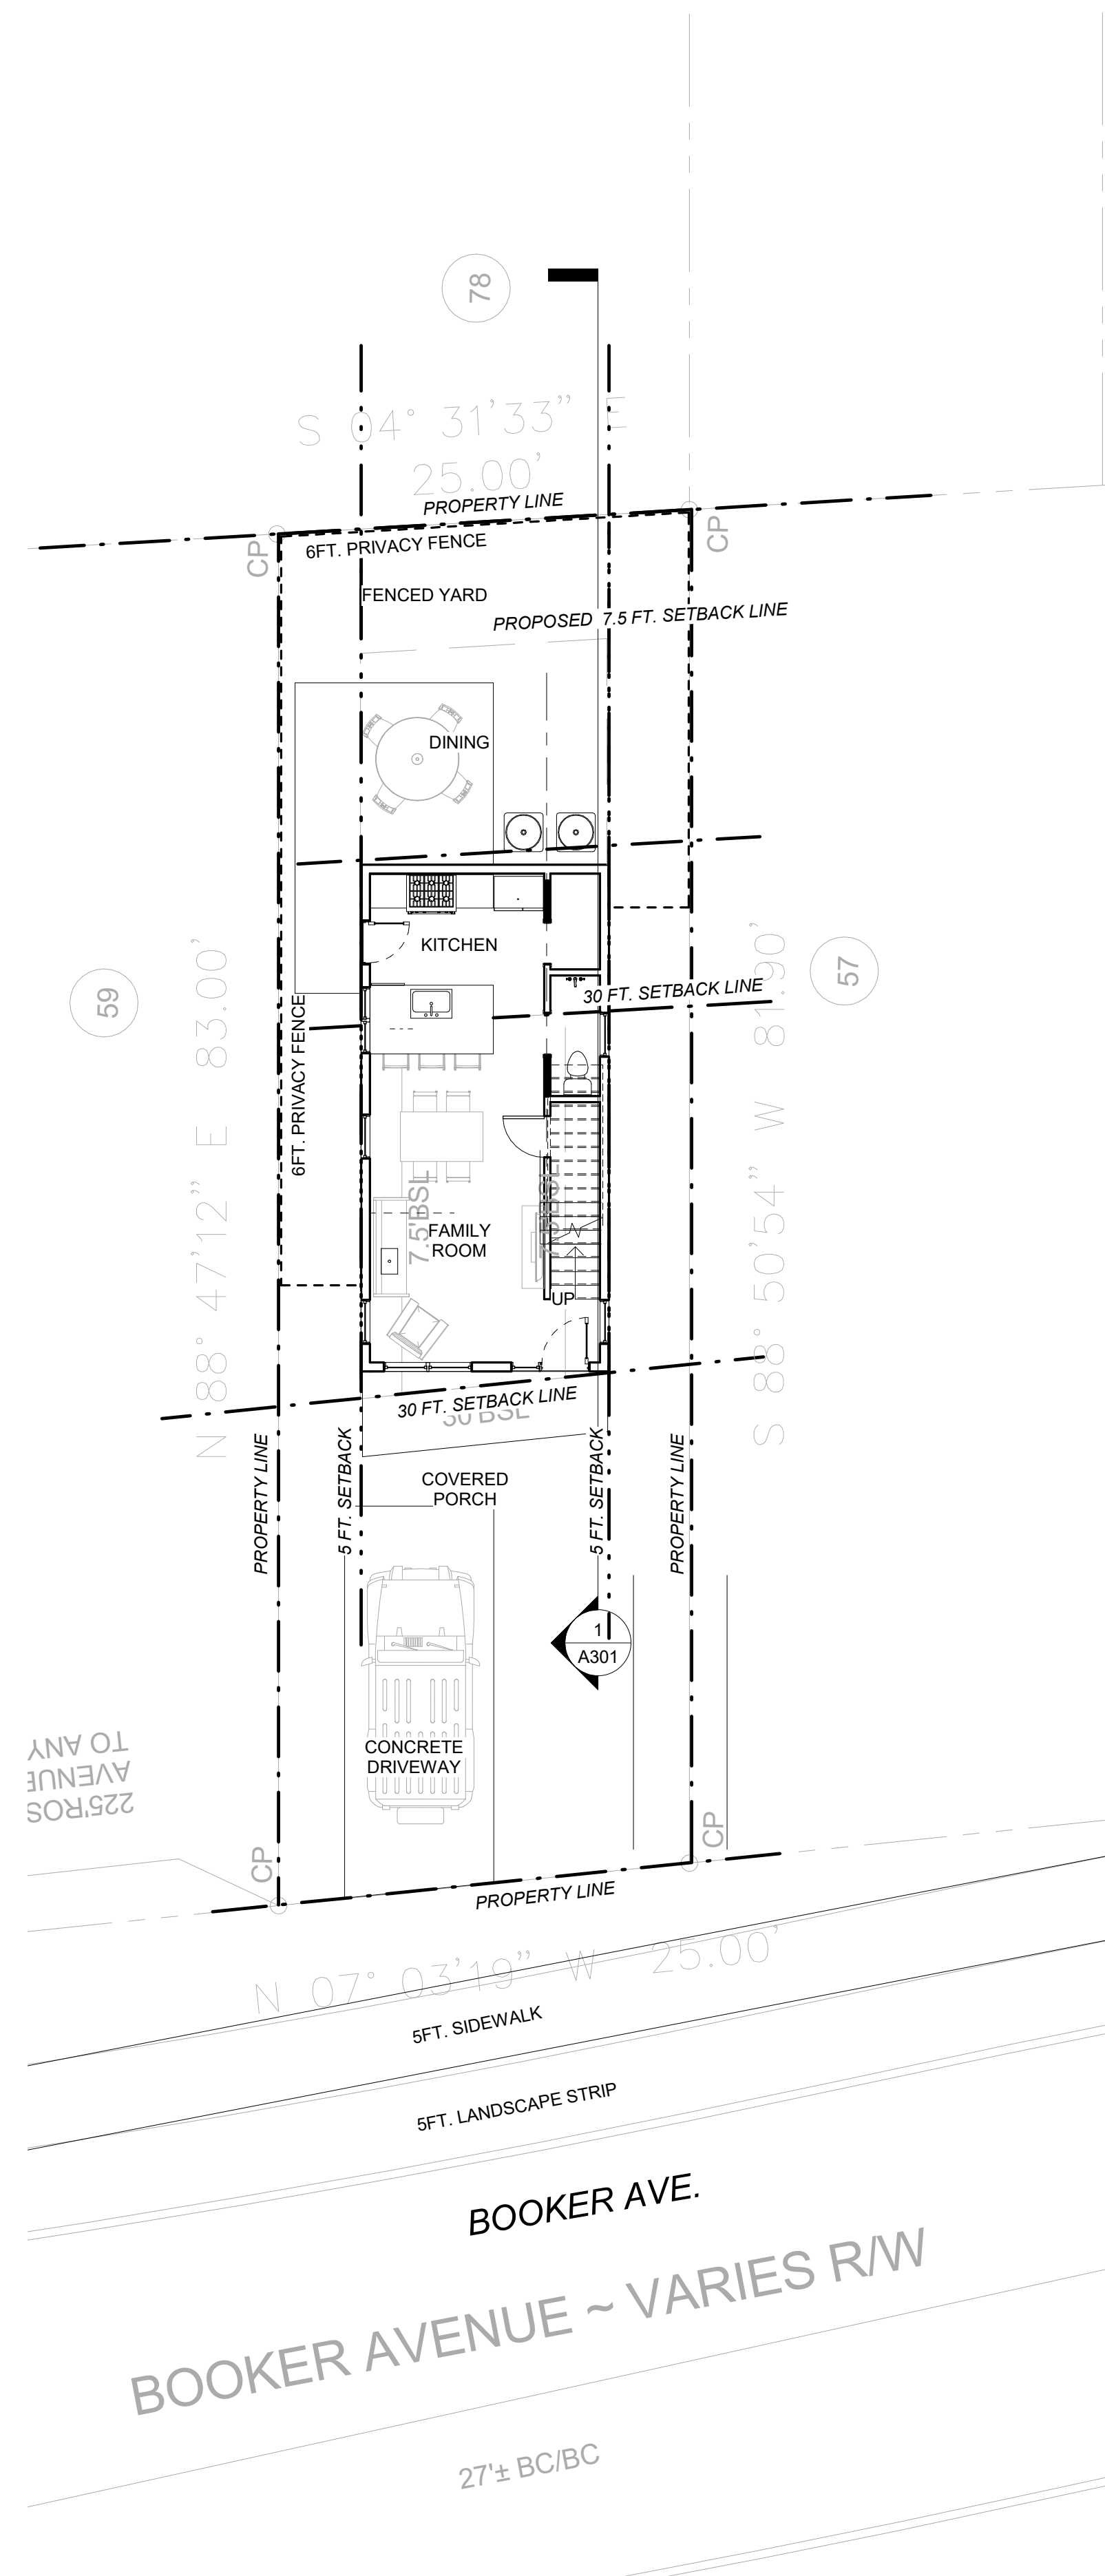 78
S 04° 31'33" E
25.00'
PROPERTY LINE
CP
CP
6FT. PRIVACY FENCE
FENCED YARD
PROPOSED 7.5 FT. SETBACK LINE
DINING
KITCHEN
59
57
30 FT. SETBACK LINE
N 88° 47'12" E 83.00'
S 88° 50'54" W 81.90'
6FT. PRIVACY FENCE
7.5'BSL
7.5'BSL
FAMILY
ROOM
UP
30 FT. SETBACK LINE
30'BSL
PROPERTY LINE
5 FT. SETBACK
5 FT. SETBACK
PROPERTY LINE
COVERED
PORCH
1
A301
CONCRETE
DRIVEWAY
225'ROS
AVENUE
TO ANY
CP
CP
PROPERTY LINE
N 07° 03'19" W 25.00'
5FT. SIDEWALK
5FT. LANDSCAPE STRIP
BOOKER AVE.
BOOKER AVENUE ~ VARIES R/W
27'± BC/BC